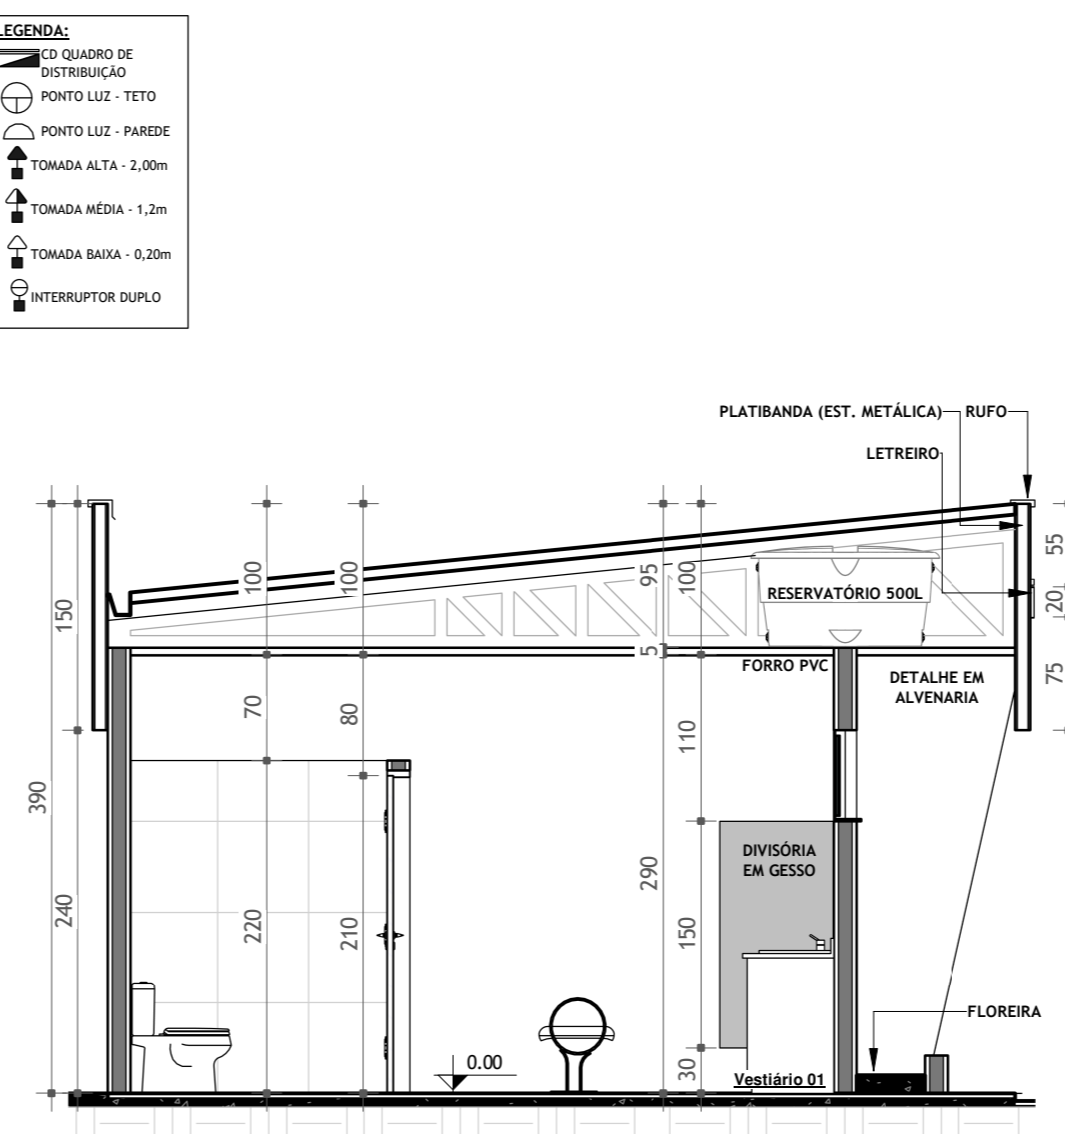 LEGENDA:
CD QUADRO DE
DISTRIBUIÇÃO
PONTO LUZ - TETO
PONTO LUZ - PAREDE
TOMADA ALTA - 2,00m
TOMADA MÉDIA - 1,2m
TOMADA BAIXA - 0,20m
INTERRUPTOR DUPLO
PLATIBANDA (EST. METÁLICA)
RUFO
LETREIRO
55
100
100
95
100
RESERVATÓRIO 500L
20
150
5
FORRO PVC
DETALHE EM
ALVENARIA
75
70
80
110
390
DIVISÓRIA
EM GESSO
290
240
220
210
150
FLOREIRA
0.00
30
Vestiário 01